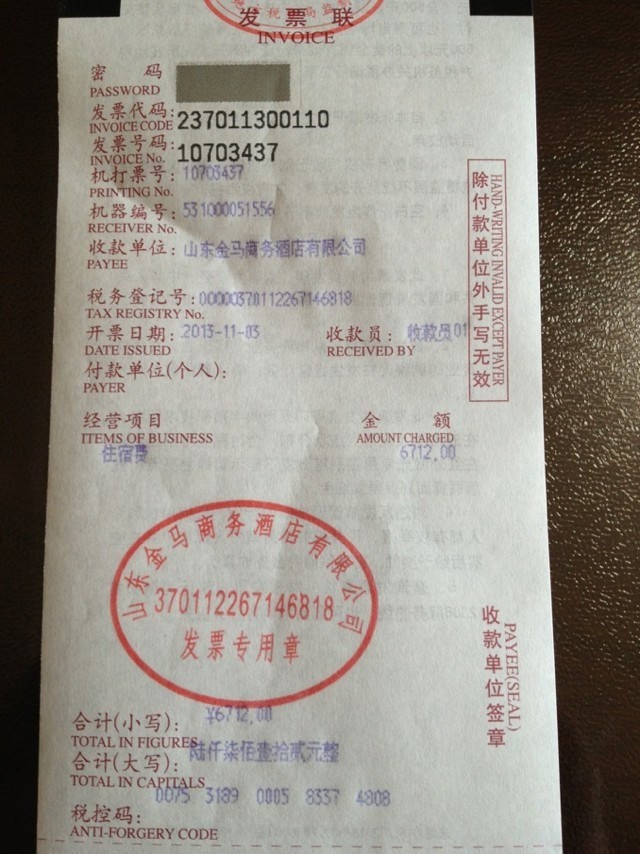 发票联
INVOICE
密 码
PASSWORD
发票代码: 237011300110
INVOICE CODE
发票号码: 10703437
INVOICE No.
机打票号: 10703437
PRINTING No.
机器编号: 531000051556
RECEIVER No.
收款单位: 山东金马商务酒店有限公司
PAYEE
税务登记号: 00000370112267146818
TAX REGISTRY No.
开票日期: 2013-11-03 收款员: 收款员01
DATE ISSUED RECEIVED BY
付款单位(个人):
PAYER
经营项目 金 额
ITEMS OF BUSINESS AMOUNT CHARGED
住宿费 6712.00
除付款单位外手写无效
HAND-WRITING INVALID EXCEPT PAYER
山东金马商务酒店有限公司
370112267146818
发票专用章
收款单位签章
PAYEE(SEAL)
合计(小写): ¥6712.00
TOTAL IN FIGURES
合计(大写): 陆仟柒佰壹拾贰元整
TOTAL IN CAPITALS
0075 3189 0005 8337 4808
税控码:
ANTI-FORGERY CODE